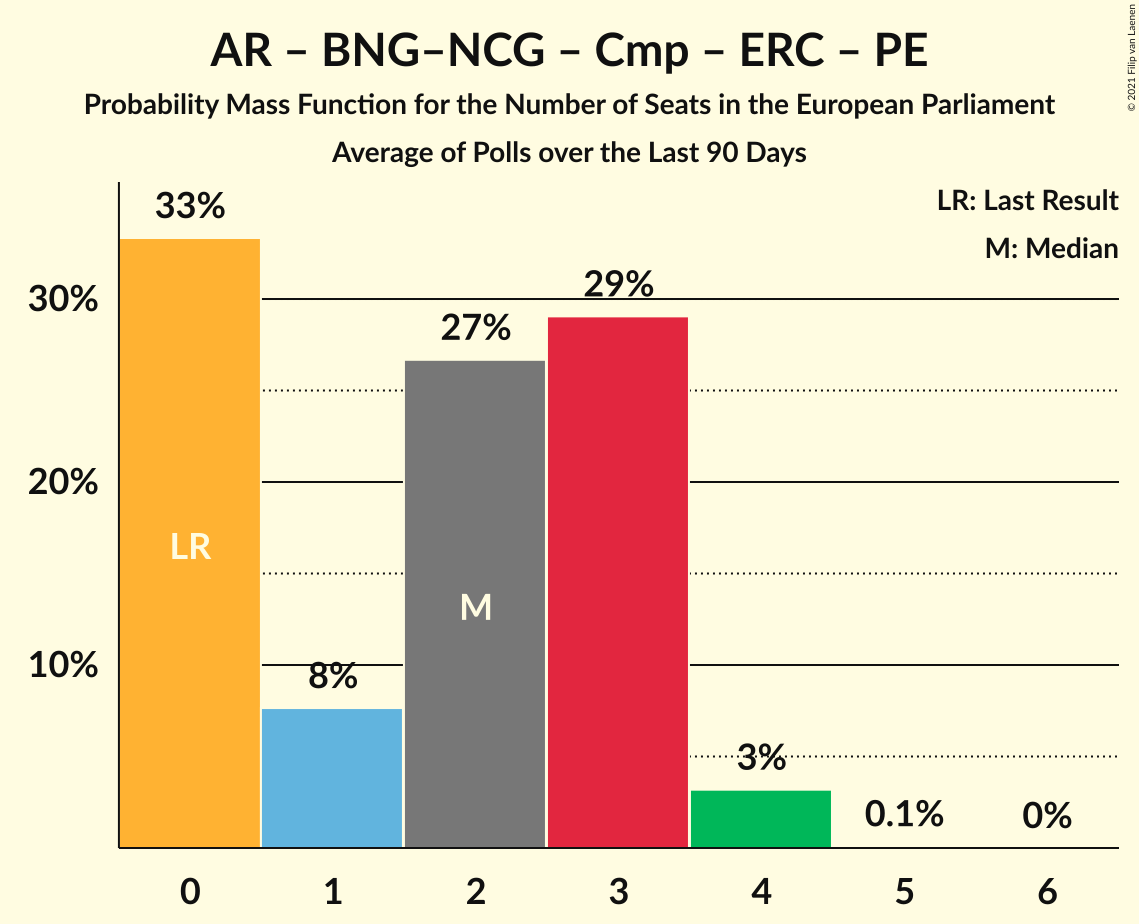 AR – BNG–NCG – Cmp – ERC – PE
Probability Mass Function for the Number of Seats in the European Parliament
Average of Polls over the Last 90 Days
© 2021 Filip van Laenen
LR: Last Result
M: Median
33%
29%
30%
27%
20%
LR
M
10%
8%
3%
0.1%
0%
0 1 2 3 4 5 6